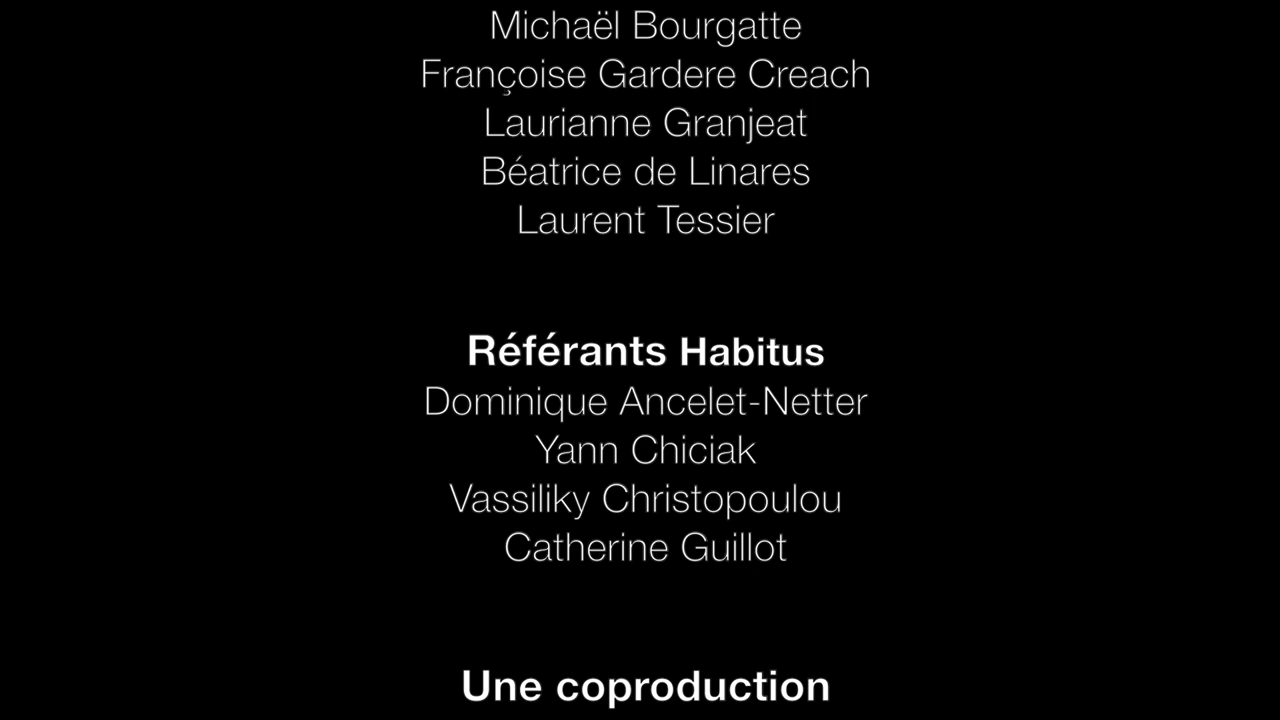 Michaël Bourgatte
Françoise Gardere Creach
Laurianne Granjeat
Béatrice de Linares
Laurent Tessier
Référants Habitus
Dominique Ancelet-Netter
Yann Chiciak
Vassiliky Christopoulou
Catherine Guillot
Une coproduction